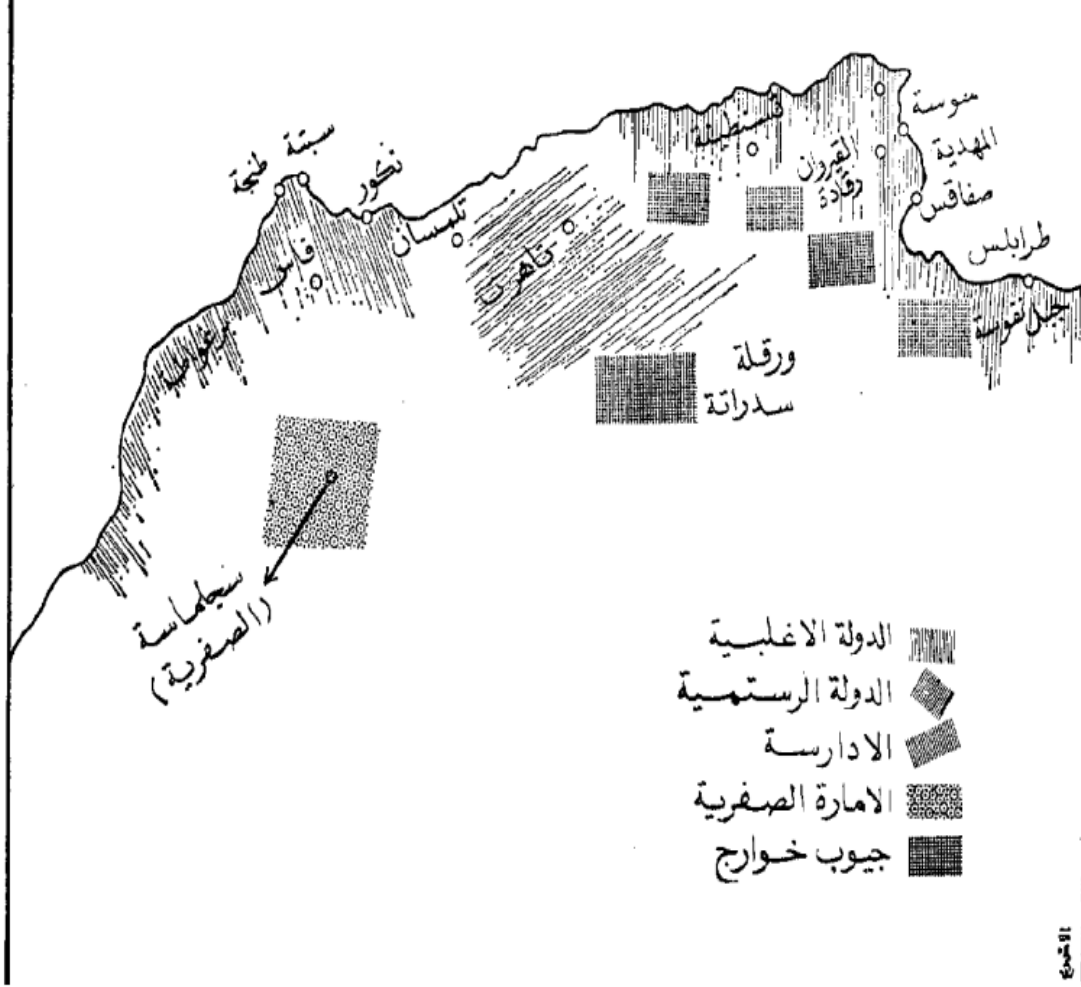 سبتة
طنجة
نكور
فاس
تلمسان
تاهرت
قسنطينة
القيروان
رقادة
سوسة
المهدية
صفاقس
طرابلس
جبل نفوسة
ورقلة
سدراتة
سجلماسة
(الصفرية)
الدولة الاغلبية
الدولة الرستمية
الادارسة
الامارة الصفرية
جيوب خوارج